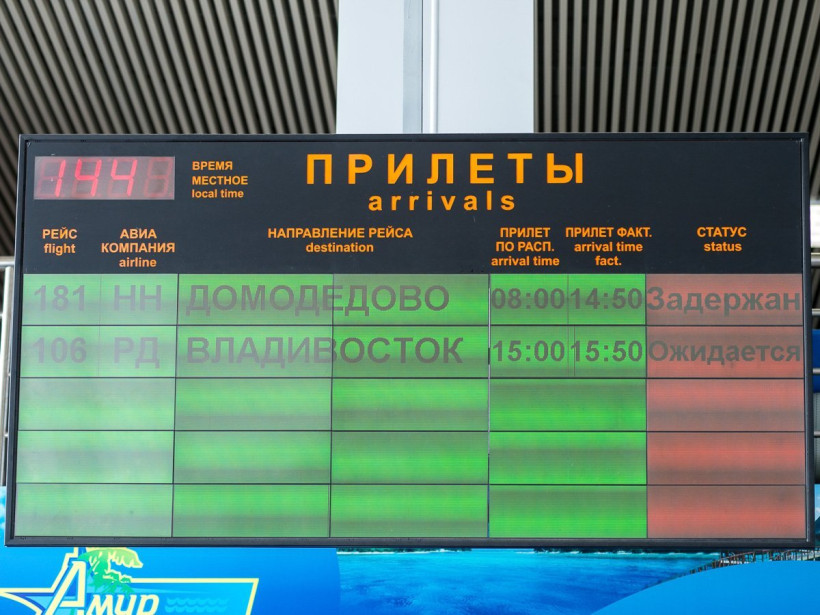 144
ВРЕМЯ
МЕСТНОЕ
local time
ПРИЛЕТЫ
arrivals
РЕЙС
flight
АВИА
КОМПАНИЯ
airline
НАПРАВЛЕНИЕ РЕЙСА
destination
ПРИЛЕТ
ПО РАСП.
arrival time
ПРИЛЕТ ФАКТ.
arrival time
fact.
СТАТУС
status
181 НН ДОМОДЕДОВО 08:00 14:50 Задержан
106 РД ВЛАДИВОСТОК 15:00 15:50 Ожидается
Амур